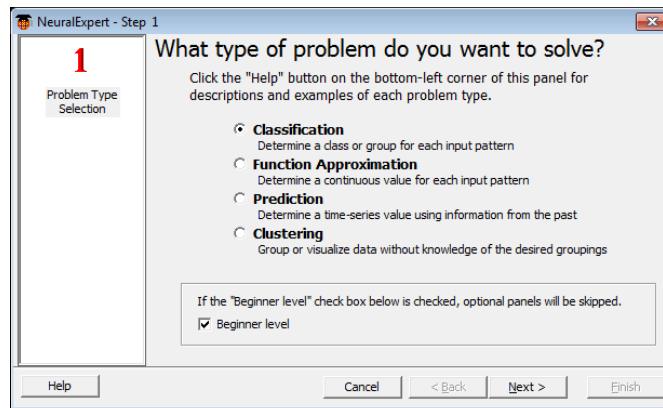 NeuralExpert - Step 1
1
Problem Type
Selection
What type of problem do you want to solve?
Click the "Help" button on the bottom-left corner of this panel for
descriptions and examples of each problem type.
Classification
Determine a class or group for each input pattern
Function Approximation
Determine a continuous value for each input pattern
Prediction
Determine a time-series value using information from the past
Clustering
Group or visualize data without knowledge of the desired groupings
If the "Beginner level" check box below is checked, optional panels will be skipped.
Beginner level
Help Cancel < Back Next > Finish